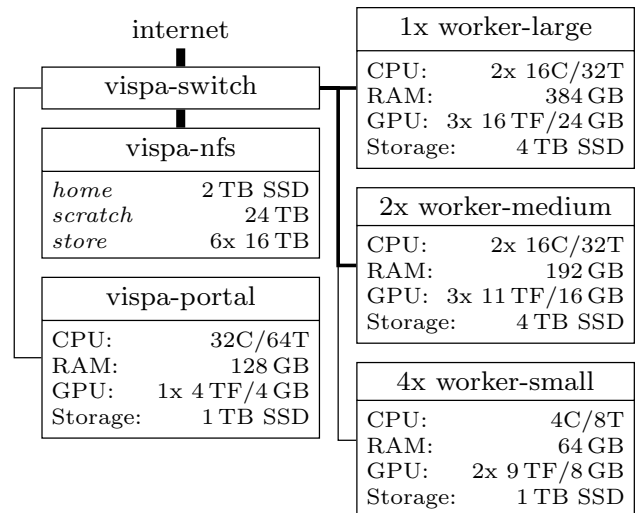 internet
vispa-switch
vispa-nfs
home 2 TB SSD
scratch 24 TB
store 6x 16 TB
vispa-portal
CPU: 32C/64T
RAM: 128 GB
GPU: 1x 4 TF/4 GB
Storage: 1 TB SSD
1x worker-large
CPU: 2x 16C/32T
RAM: 384 GB
GPU: 3x 16 TF/24 GB
Storage: 4 TB SSD
2x worker-medium
CPU: 2x 16C/32T
RAM: 192 GB
GPU: 3x 11 TF/16 GB
Storage: 4 TB SSD
4x worker-small
CPU: 4C/8T
RAM: 64 GB
GPU: 2x 9 TF/8 GB
Storage: 1 TB SSD